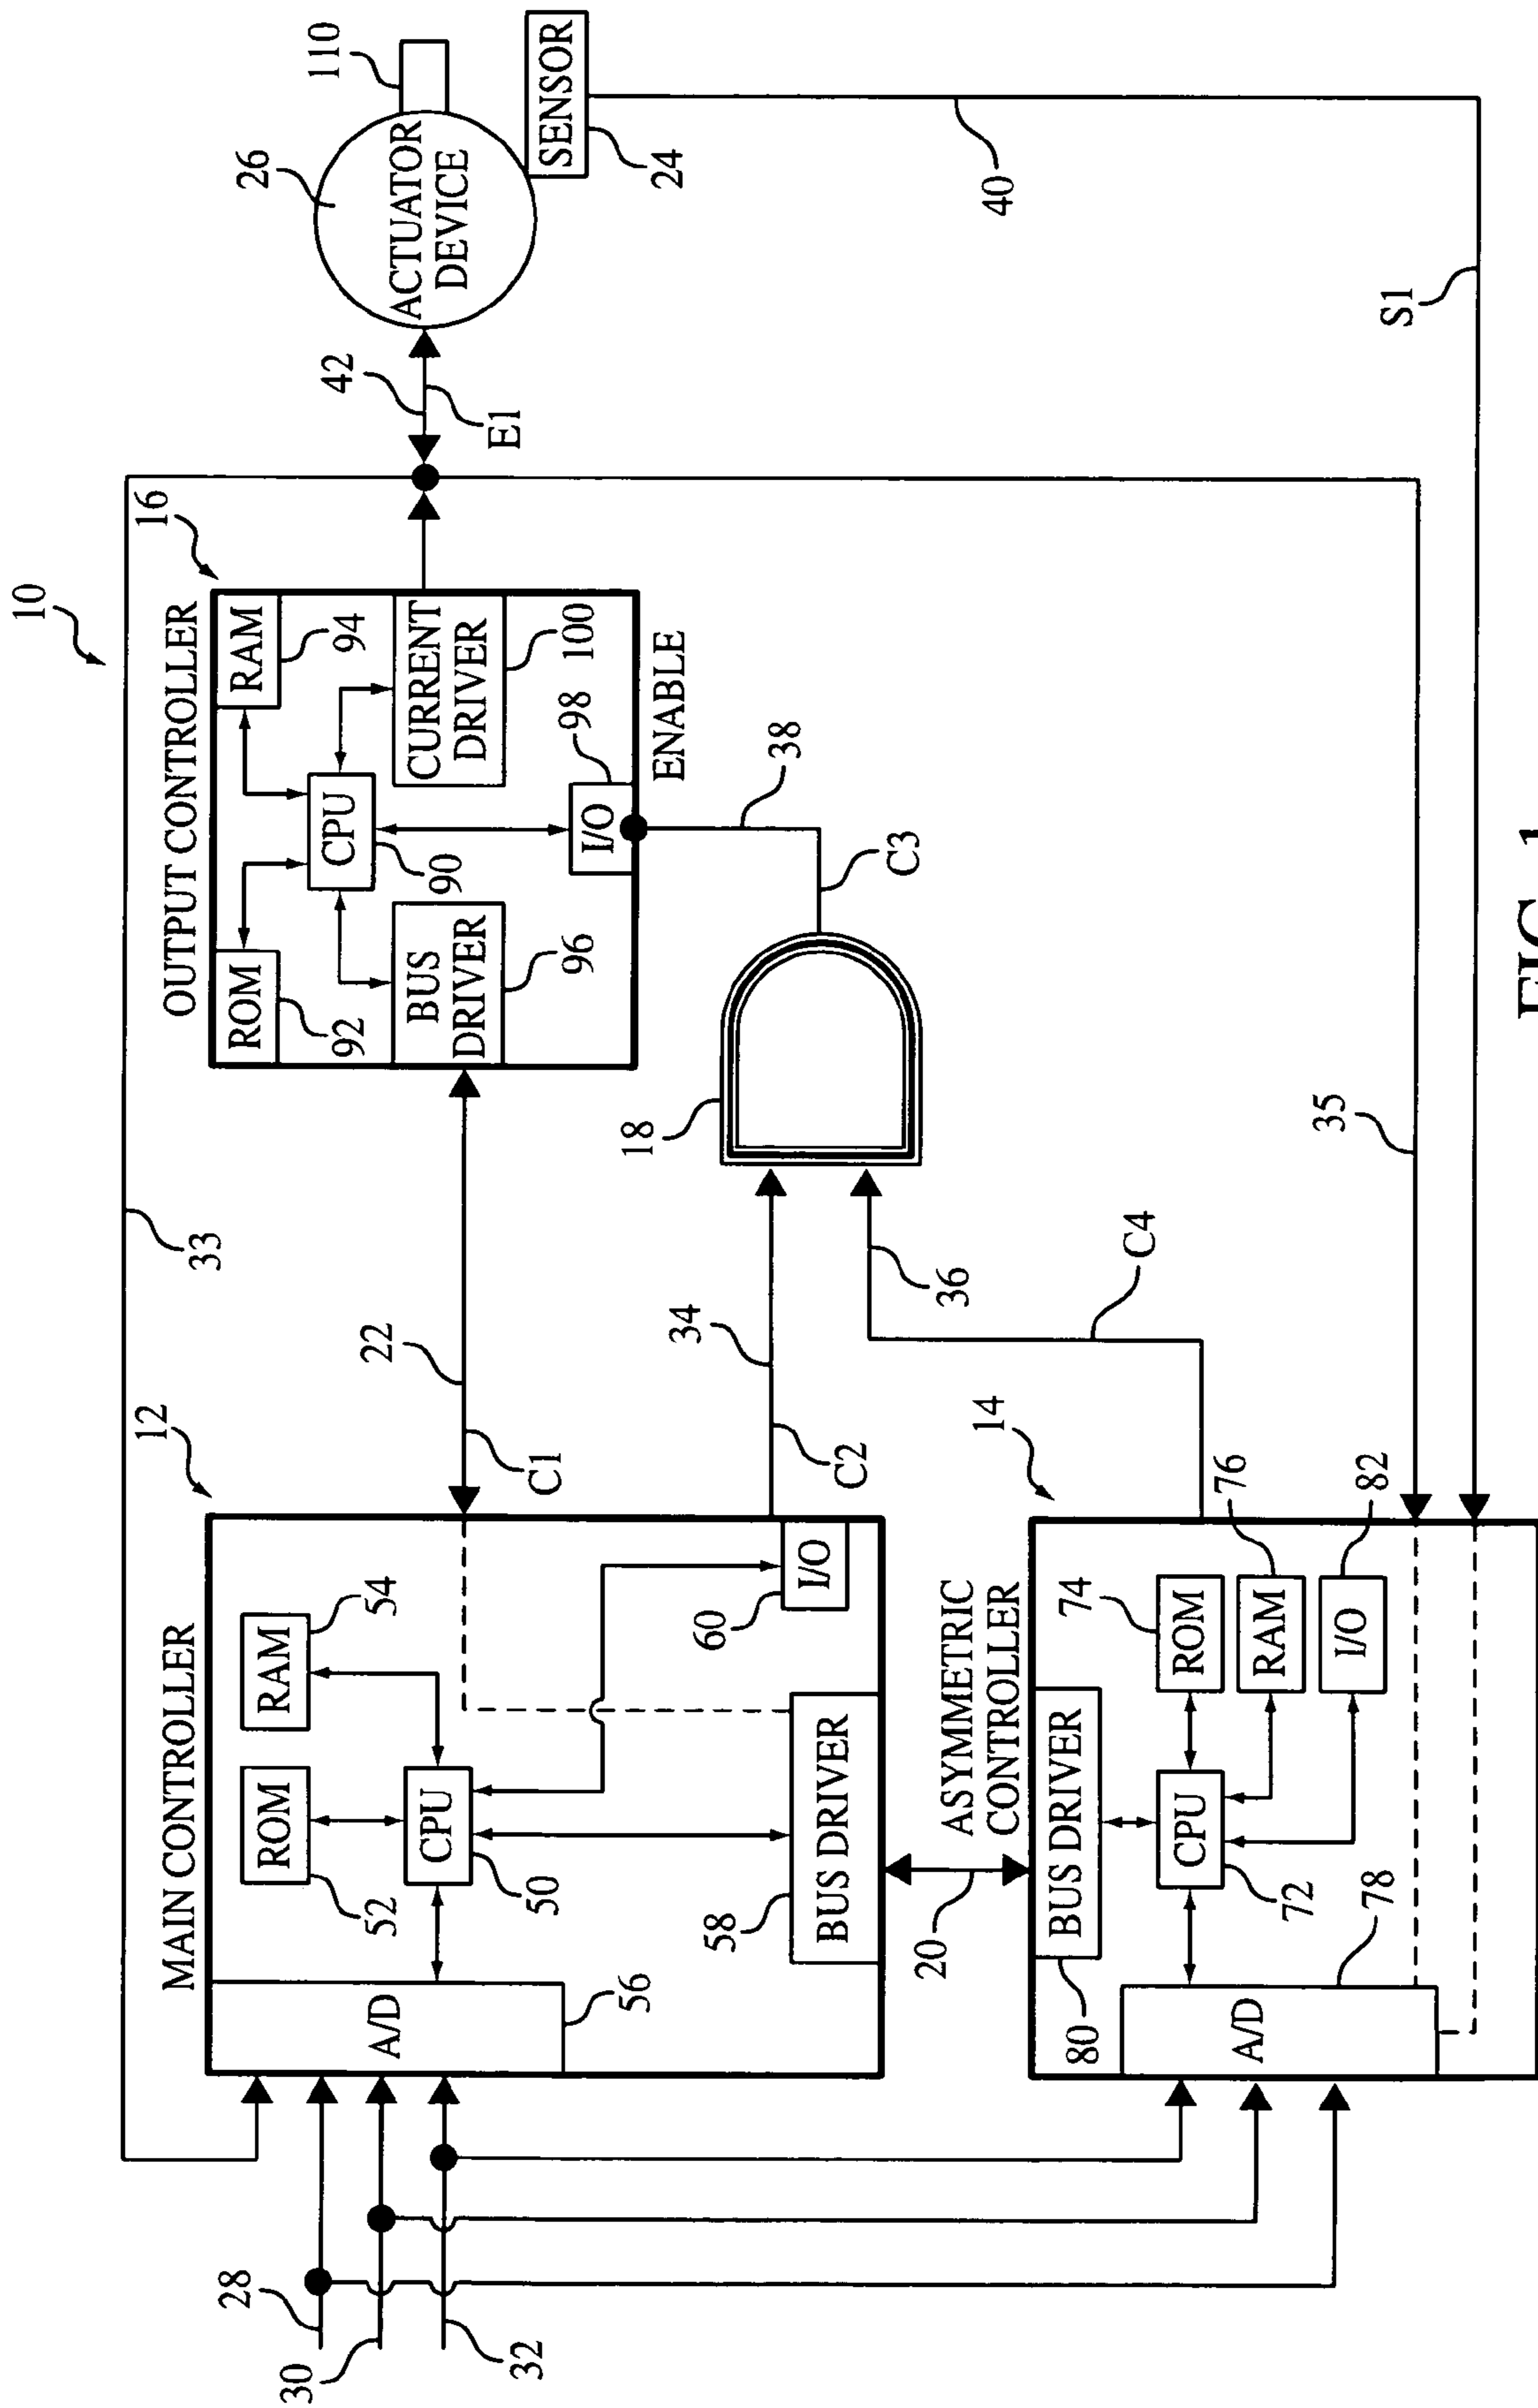 10
33
MAIN CONTROLLER
12
ROM
52
RAM
54
CPU
50
A/D
56
BUS DRIVER
58
I/O
60
28
30
32
22
C1
34
C2
36
C4
18
C3
38
OUTPUT CONTROLLER
16
ROM
92
RAM
94
CPU
90
BUS
DRIVER
96
CURRENT
DRIVER
100
I/O
98
ENABLE
42
E1
26
ACTUATOR
DEVICE
110
SENSOR
24
40
S1
35
20
ASYMETRIC
CONTROLLER
14
BUS DRIVER
80
CPU
72
ROM
74
RAM
76
I/O
82
A/D
78
FIG.1